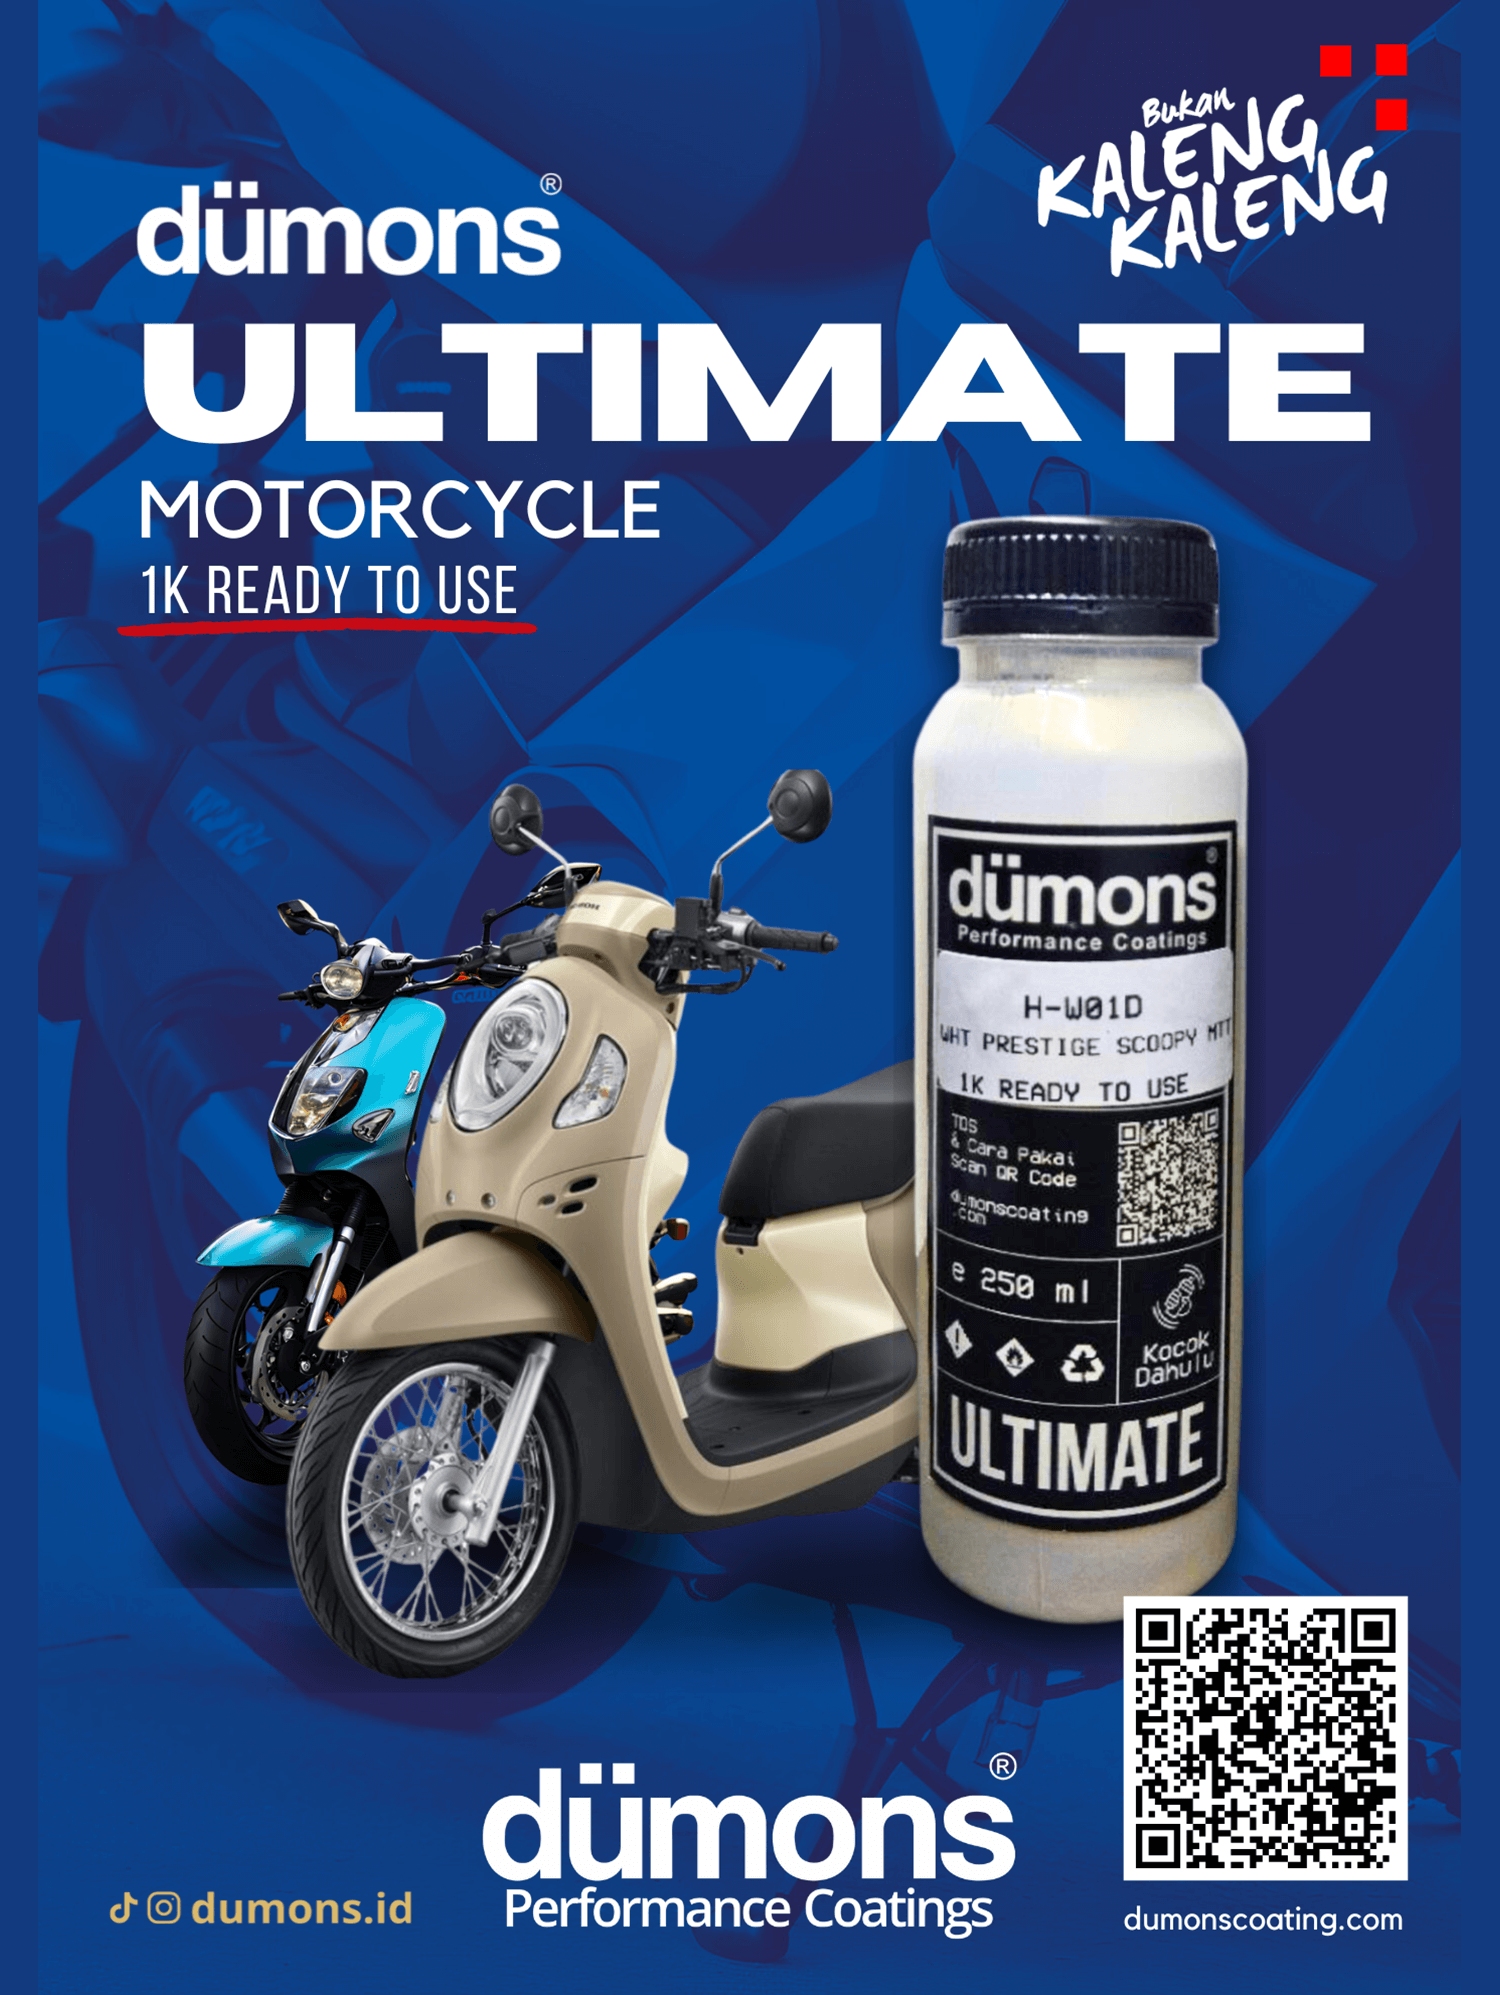 Bukan
KALENG
KALENG
dümons®
ULTIMATE
MOTORCYCLE
1K READY TO USE
dümons®
Performance Coatings
H-W01D
WHT PRESTIGE SCOOPY MTT
1K READY TO USE
TDS
& Cara Pakai
Scan QR Code
dumonscoating
.com
e 250 ml
Kocok
Dahulu
ULTIMATE
dümons®
Performance Coatings
dumons.id
dumonscoating.com